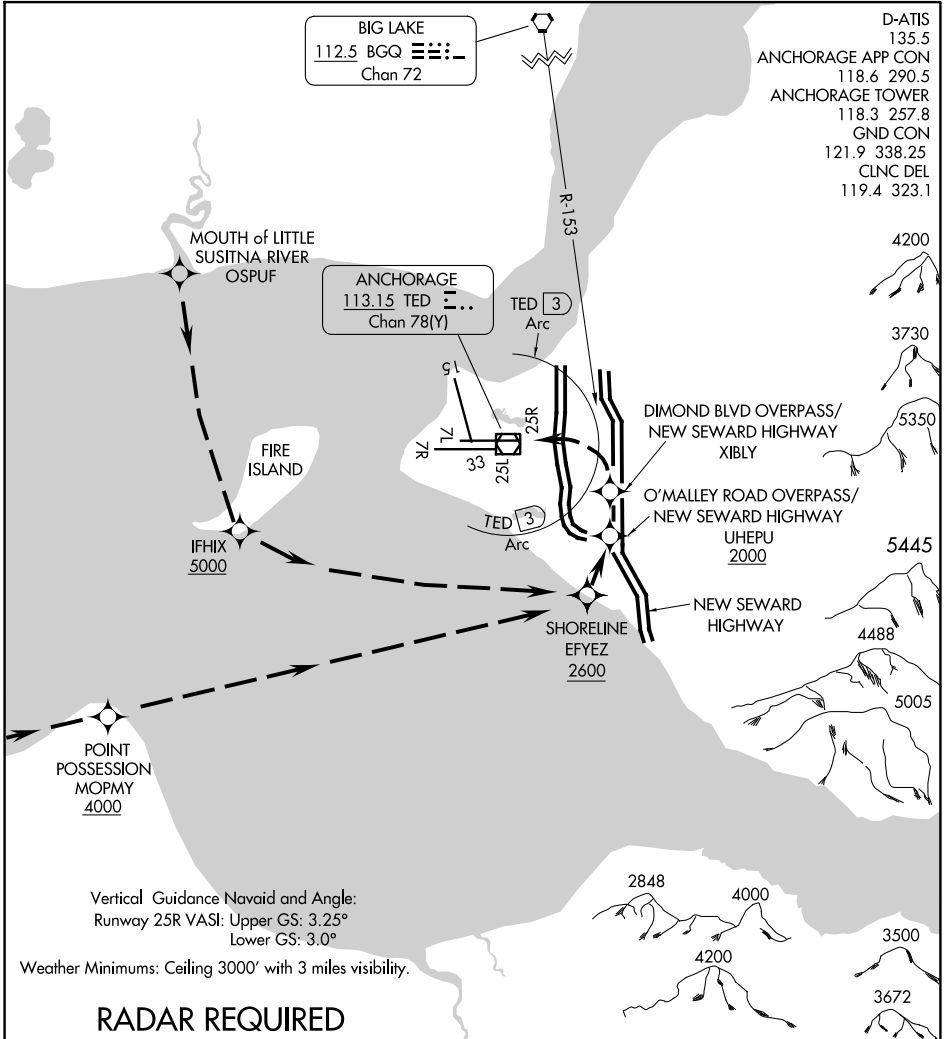 BIG LAKE
112.5 BGQ
Chan 72
D-ATIS
135.5
ANCHORAGE APP CON
118.6 290.5
ANCHORAGE TOWER
118.3 257.8
GND CON
121.9 338.25
CLNC DEL
119.4 323.1
R-153
MOUTH of LITTLE
SUSITNA RIVER
OSPUF
ANCHORAGE
113.15 TED
Chan 78(Y)
TED 3
Arc
4200
3730
5350
15
7L
7R
33
25L
25R
FIRE
ISLAND
DIMOND BLVD OVERPASS/
NEW SEWARD HIGHWAY
XIBLY
O'MALLEY ROAD OVERPASS/
NEW SEWARD HIGHWAY
UHEPU
2000
TED 3
Arc
IFHIX
5000
5445
SHORELINE
EFYEZ
2600
NEW SEWARD
HIGHWAY
4488
5005
POINT
POSSESSION
MOPMY
4000
Vertical Guidance Navaid and Angle:
Runway 25R VASI: Upper GS: 3.25°
Lower GS: 3.0°
Weather Minimums: Ceiling 3000' with 3 miles visibility.
RADAR REQUIRED
2848
4000
4200
3500
3672